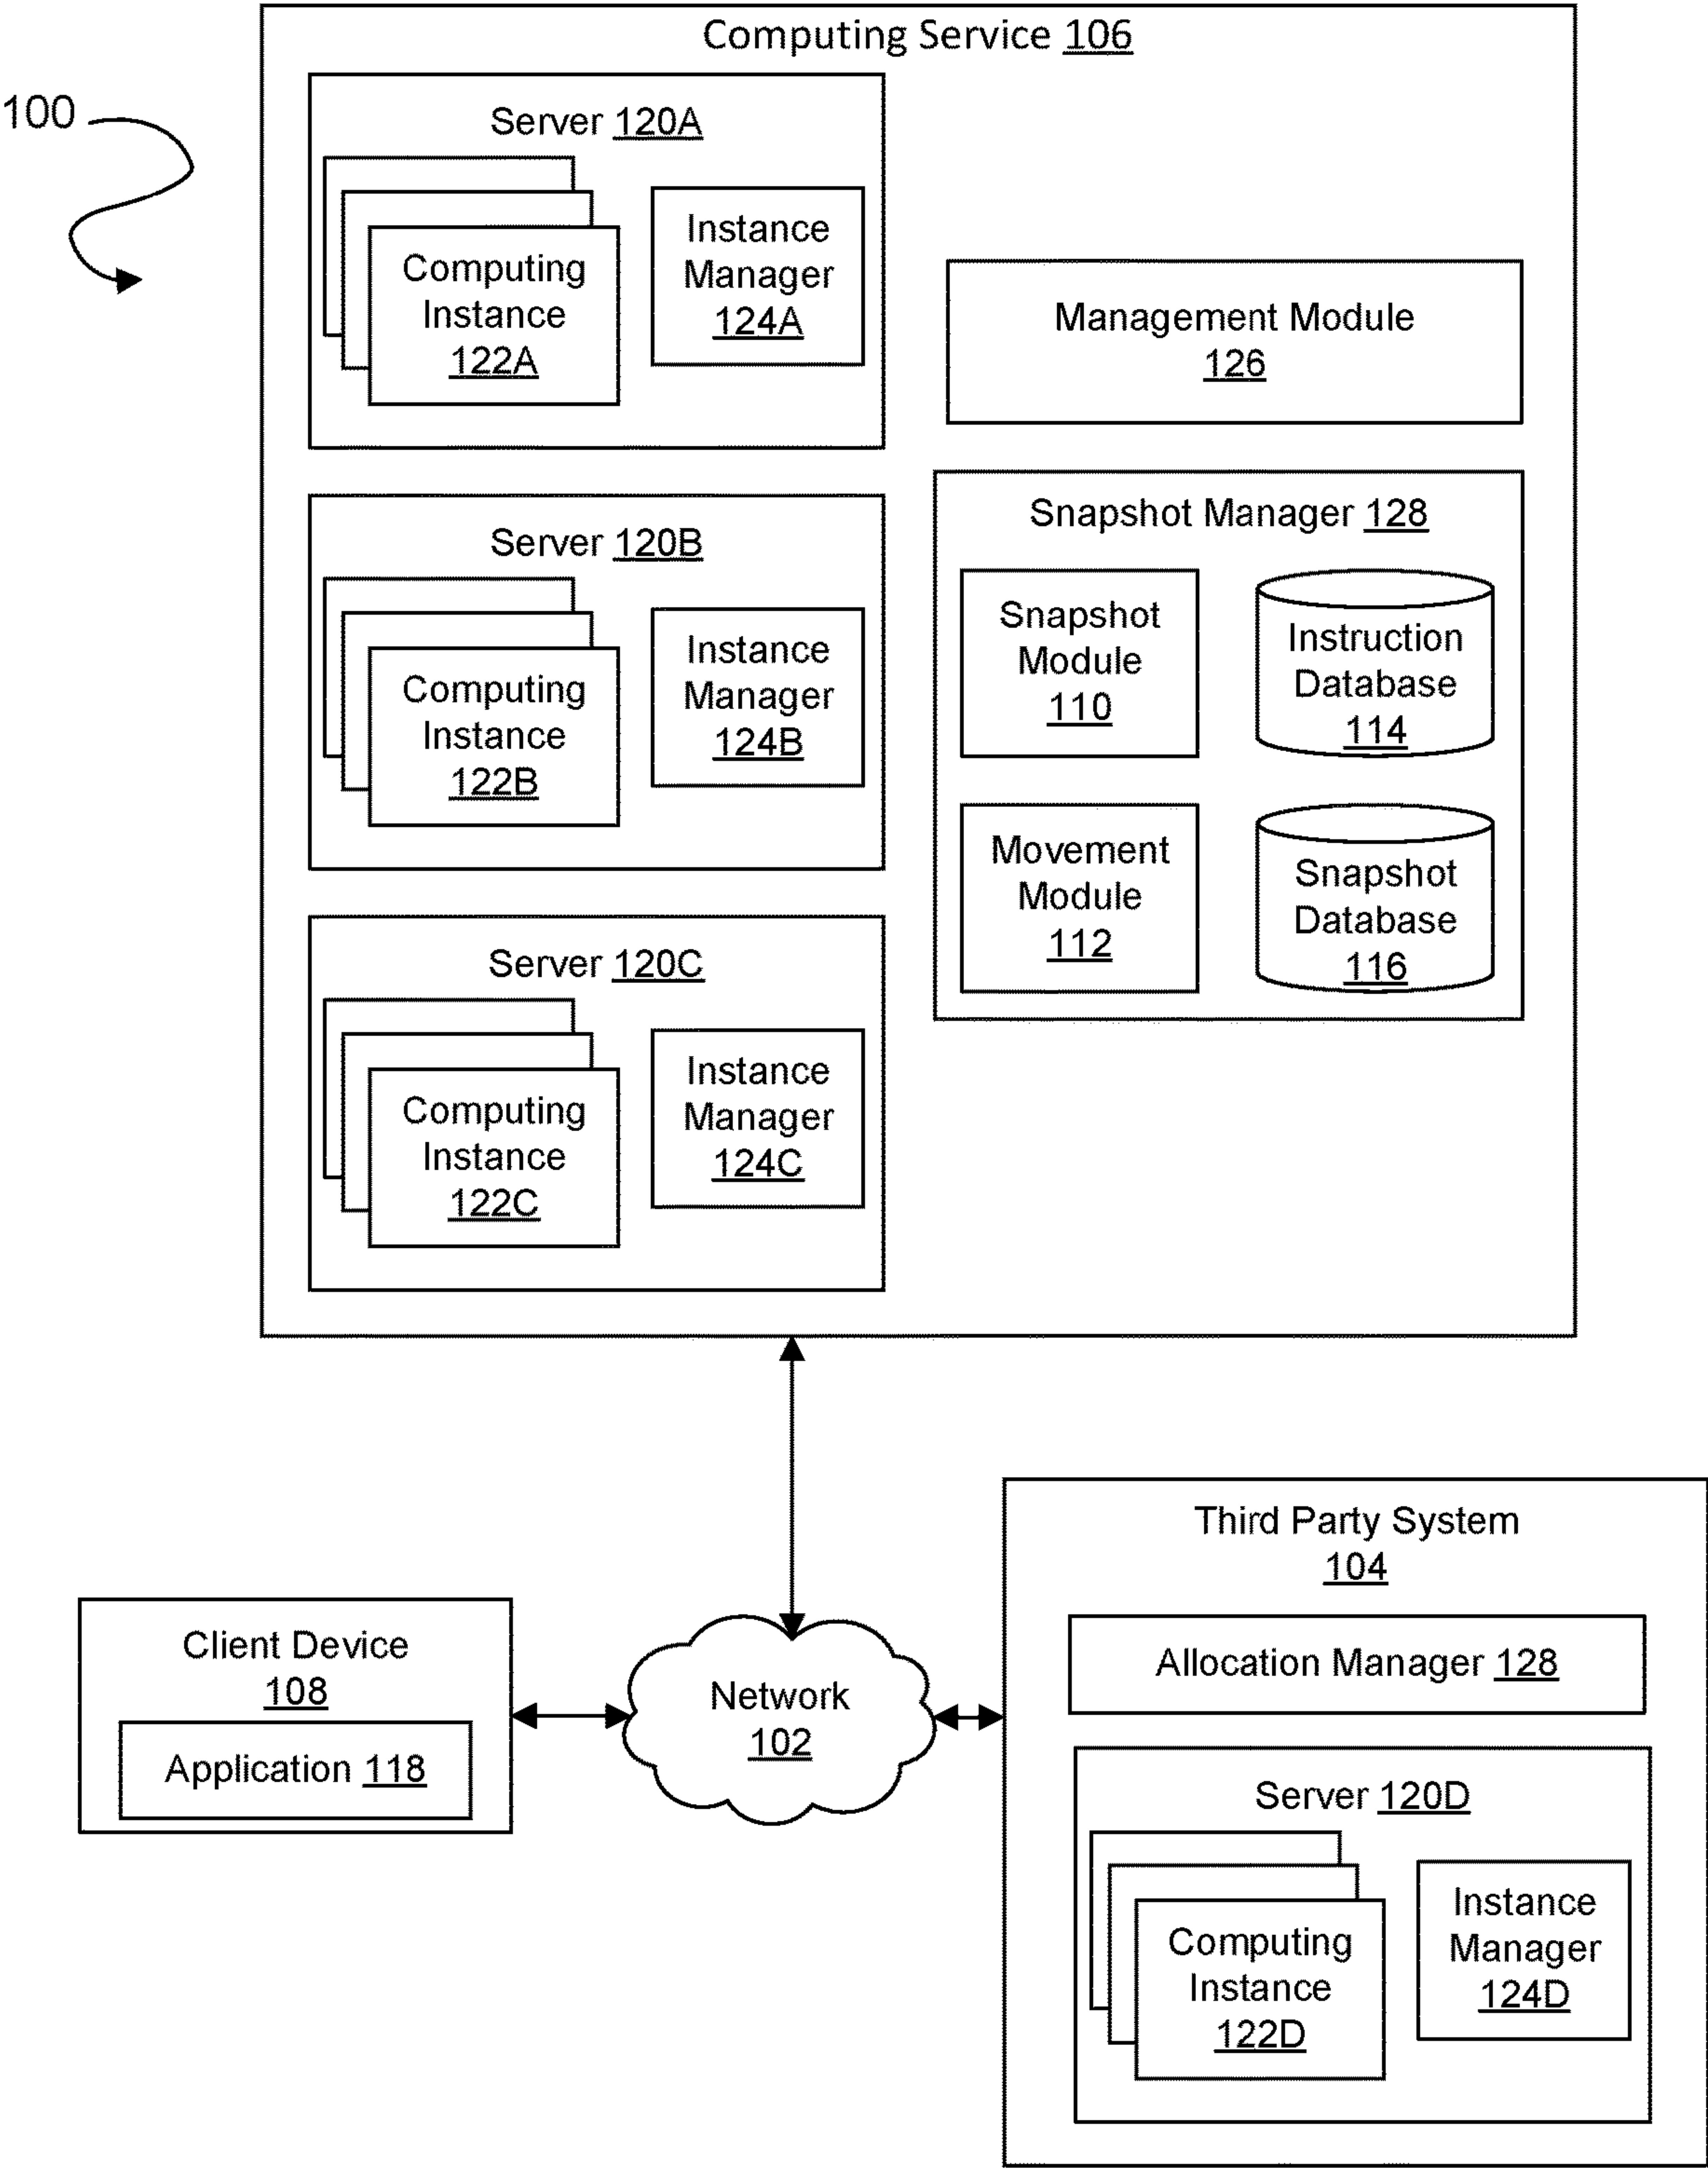 Computing Service 106
100
Server 120A
Computing
Instance
122A
Instance
Manager
124A
Management Module
126
Server 120B
Computing
Instance
122B
Instance
Manager
124B
Snapshot Manager 128
Snapshot
Module
110
Instruction
Database
114
Movement
Module
112
Snapshot
Database
116
Server 120C
Computing
Instance
122C
Instance
Manager
124C
Client Device
108
Application 118
Network
102
Third Party System
104
Allocation Manager 128
Server 120D
Computing
Instance
122D
Instance
Manager
124D